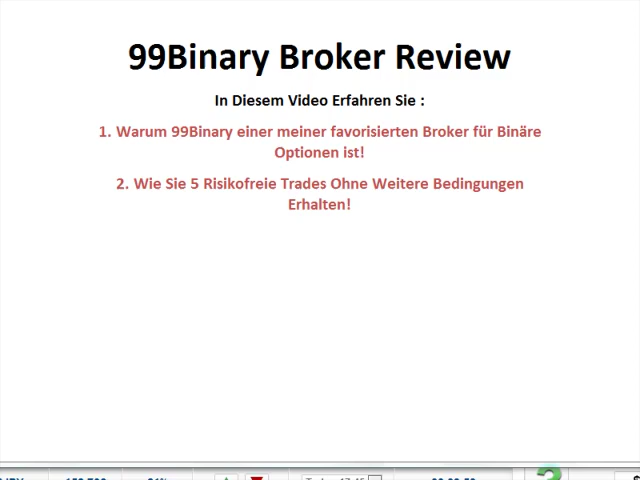 99Binary Broker Review
In Diesem Video Erfahren Sie :
1. Warum 99Binary einer meiner favorisierten Broker für Binäre
Optionen ist!
2. Wie Sie 5 Risikofreie Trades Ohne Weitere Bedingungen
Erhalten!